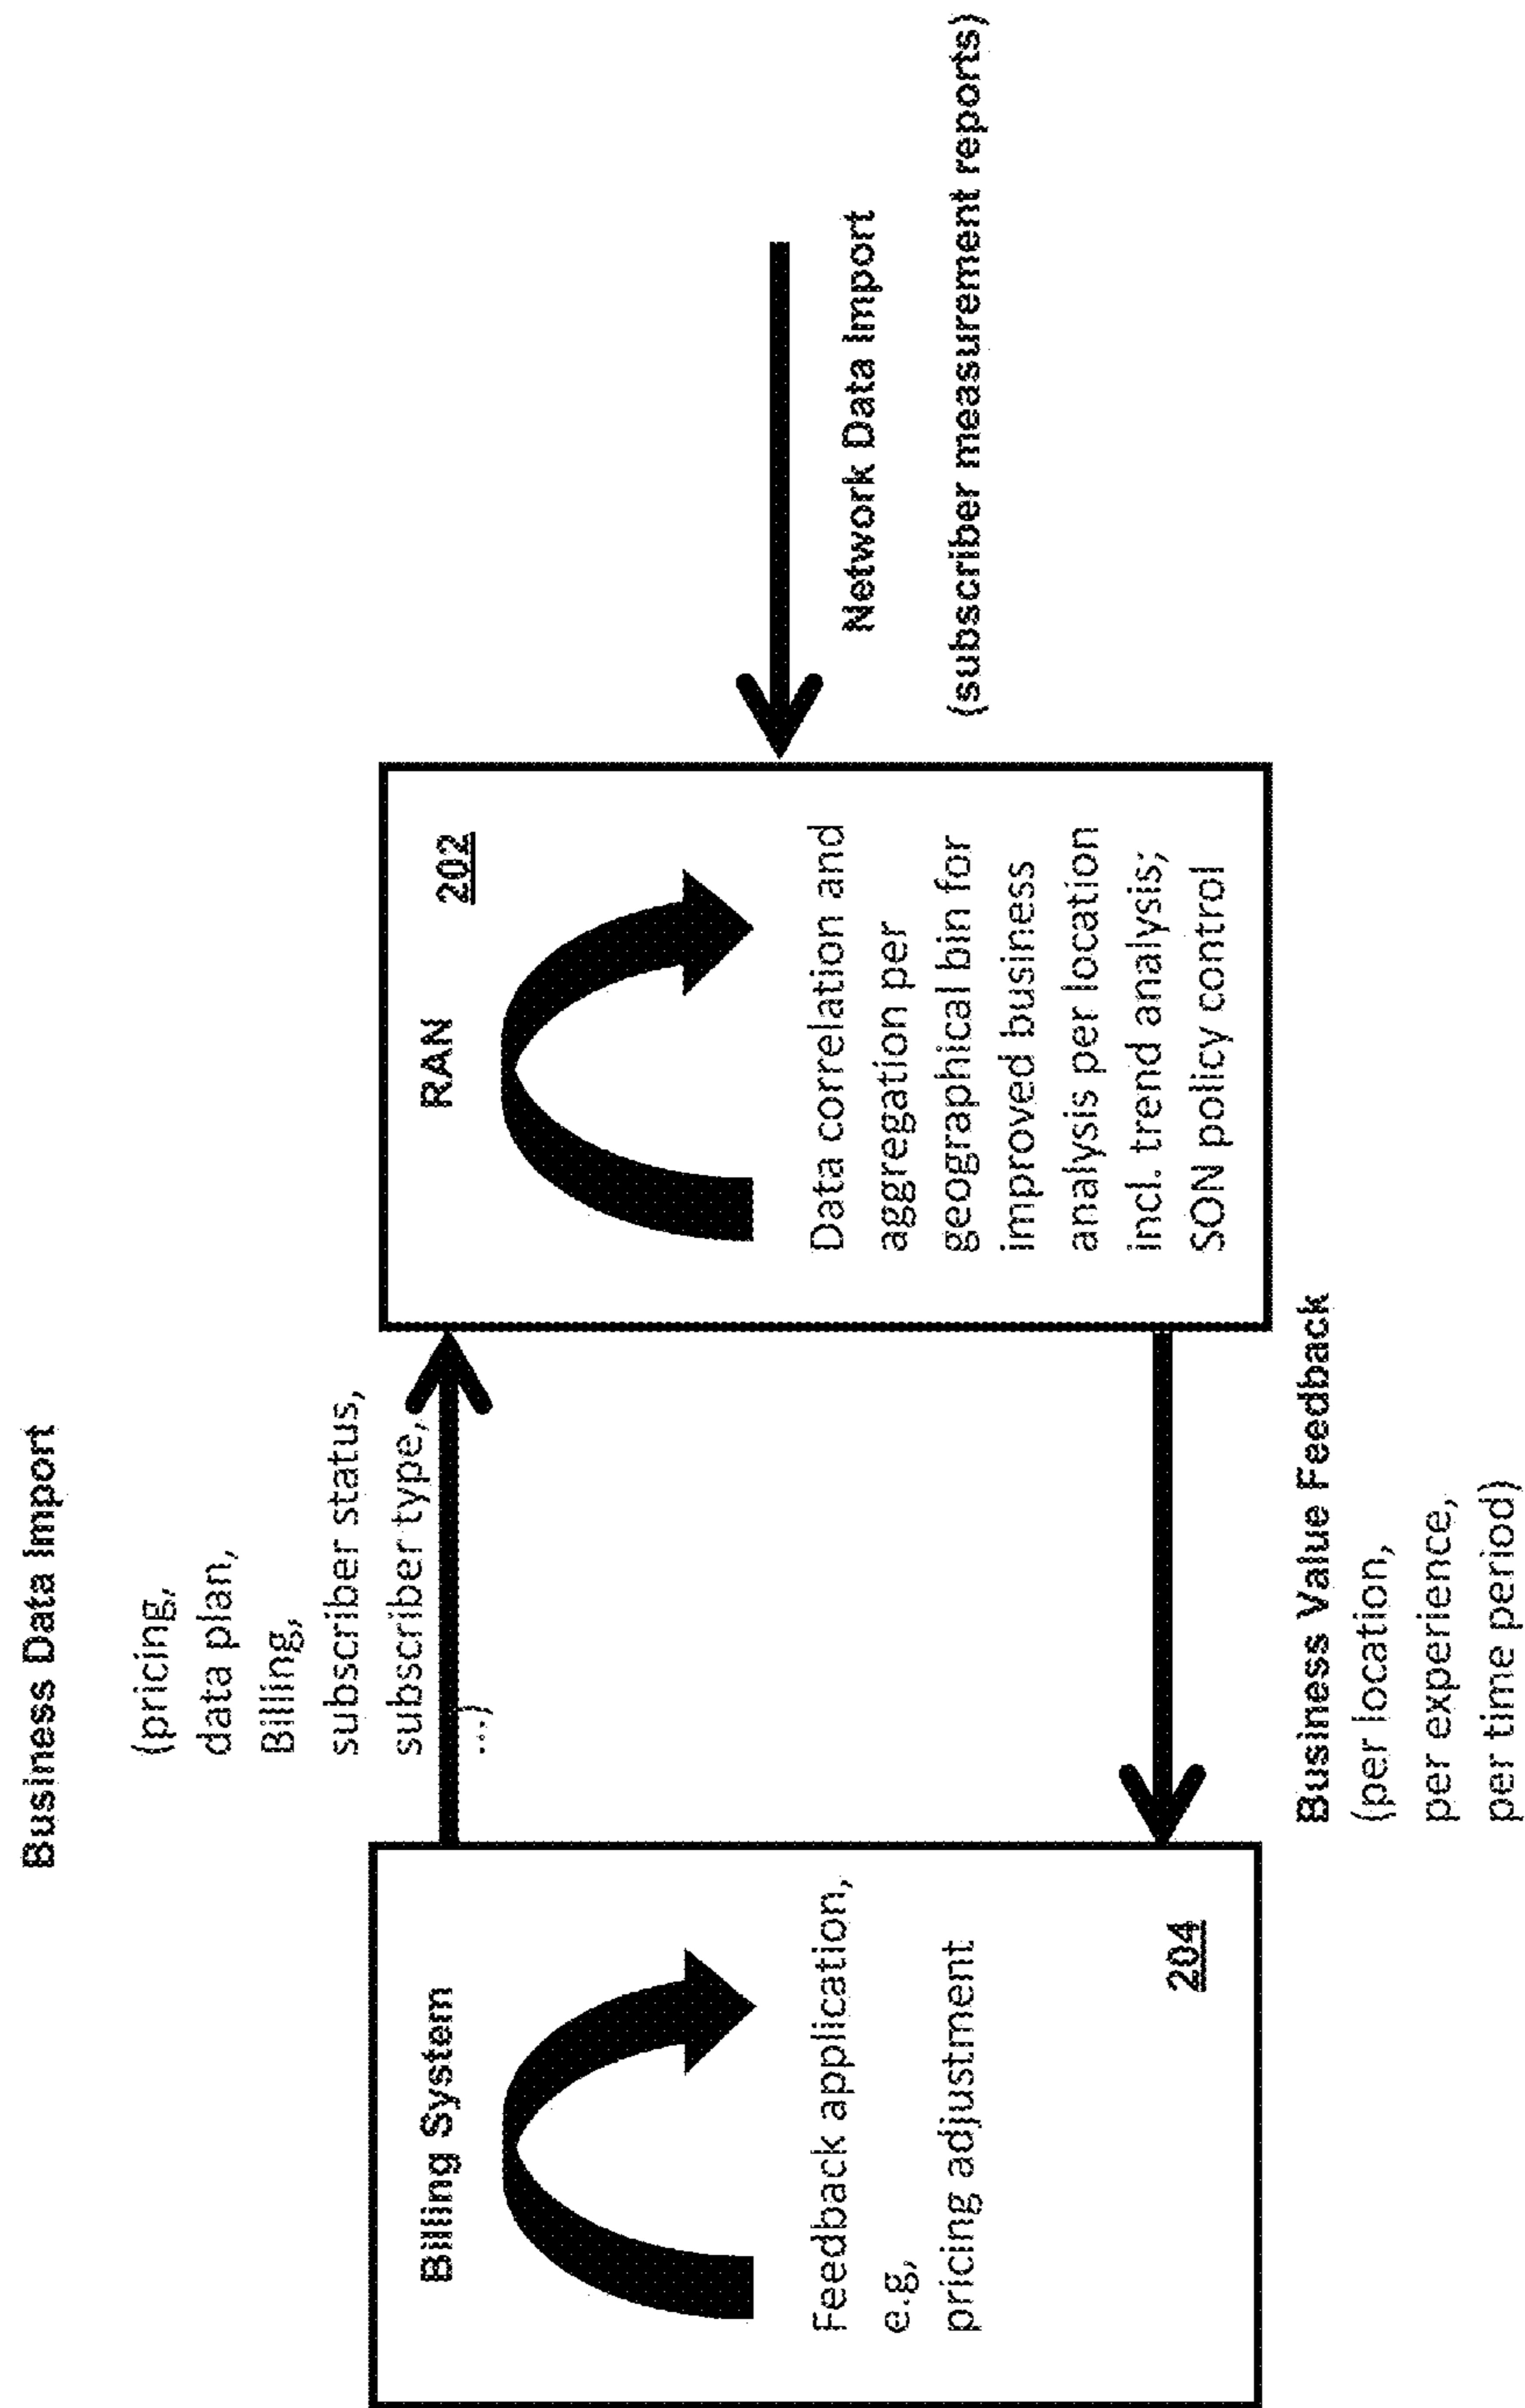 Business Data Import
(pricing,
data plan,
Billing,
subscriber status,
subscriber type,
...)
Billing System
Feedback application,
e.g,
pricing adjustment
204
RAN
202
Data correlation and
aggregation per
geographical bin for
improved business
analysis per location
incl. trend analysis;
SON policy control
Network Data Import
(subscriber measurement reports)
Business Value Feedback
(per location,
per experience,
per time period)